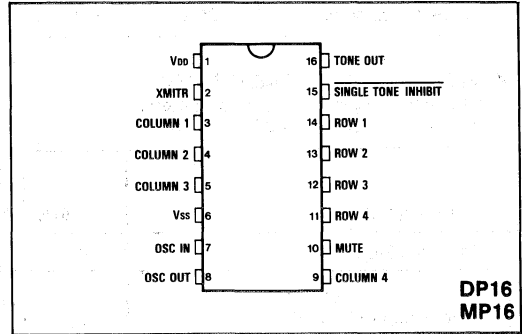 VDD 1 16 TONE OUT
XMITR 2 15 SINGLE TONE INHIBIT
COLUMN 1 3 14 ROW 1
COLUMN 2 4 13 ROW 2
COLUMN 3 5 12 ROW 3
VSS 6 11 ROW 4
OSC IN 7 10 MUTE
OSC OUT 8 9 COLUMN 4
DP16
MP16